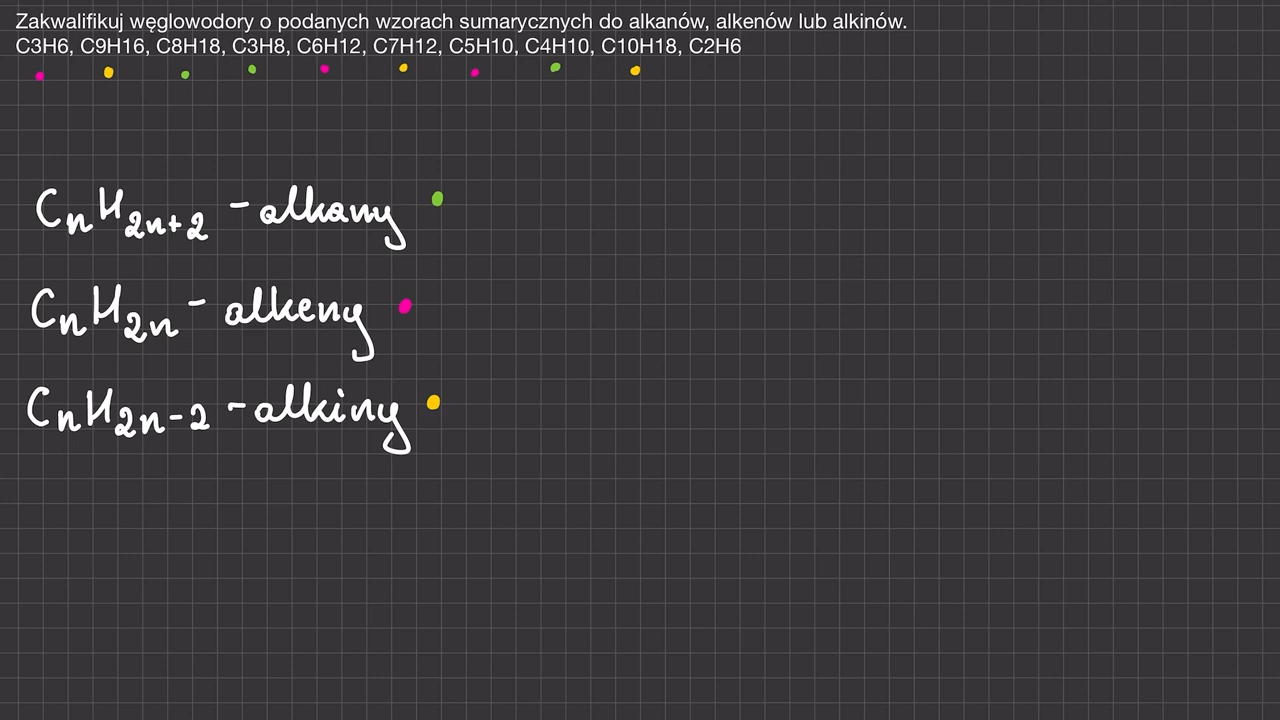 Zakwalifikuj węglowodory o podanych wzorach sumarycznych do alkanów, alkenów lub alkinów.
C3H6, C9H16, C8H18, C3H8, C6H12, C7H12, C5H10, C4H10, C10H18, C2H6
CnH2n+2 - alkany
CnH2n - alkeny
CnH2n-2 - alkiny